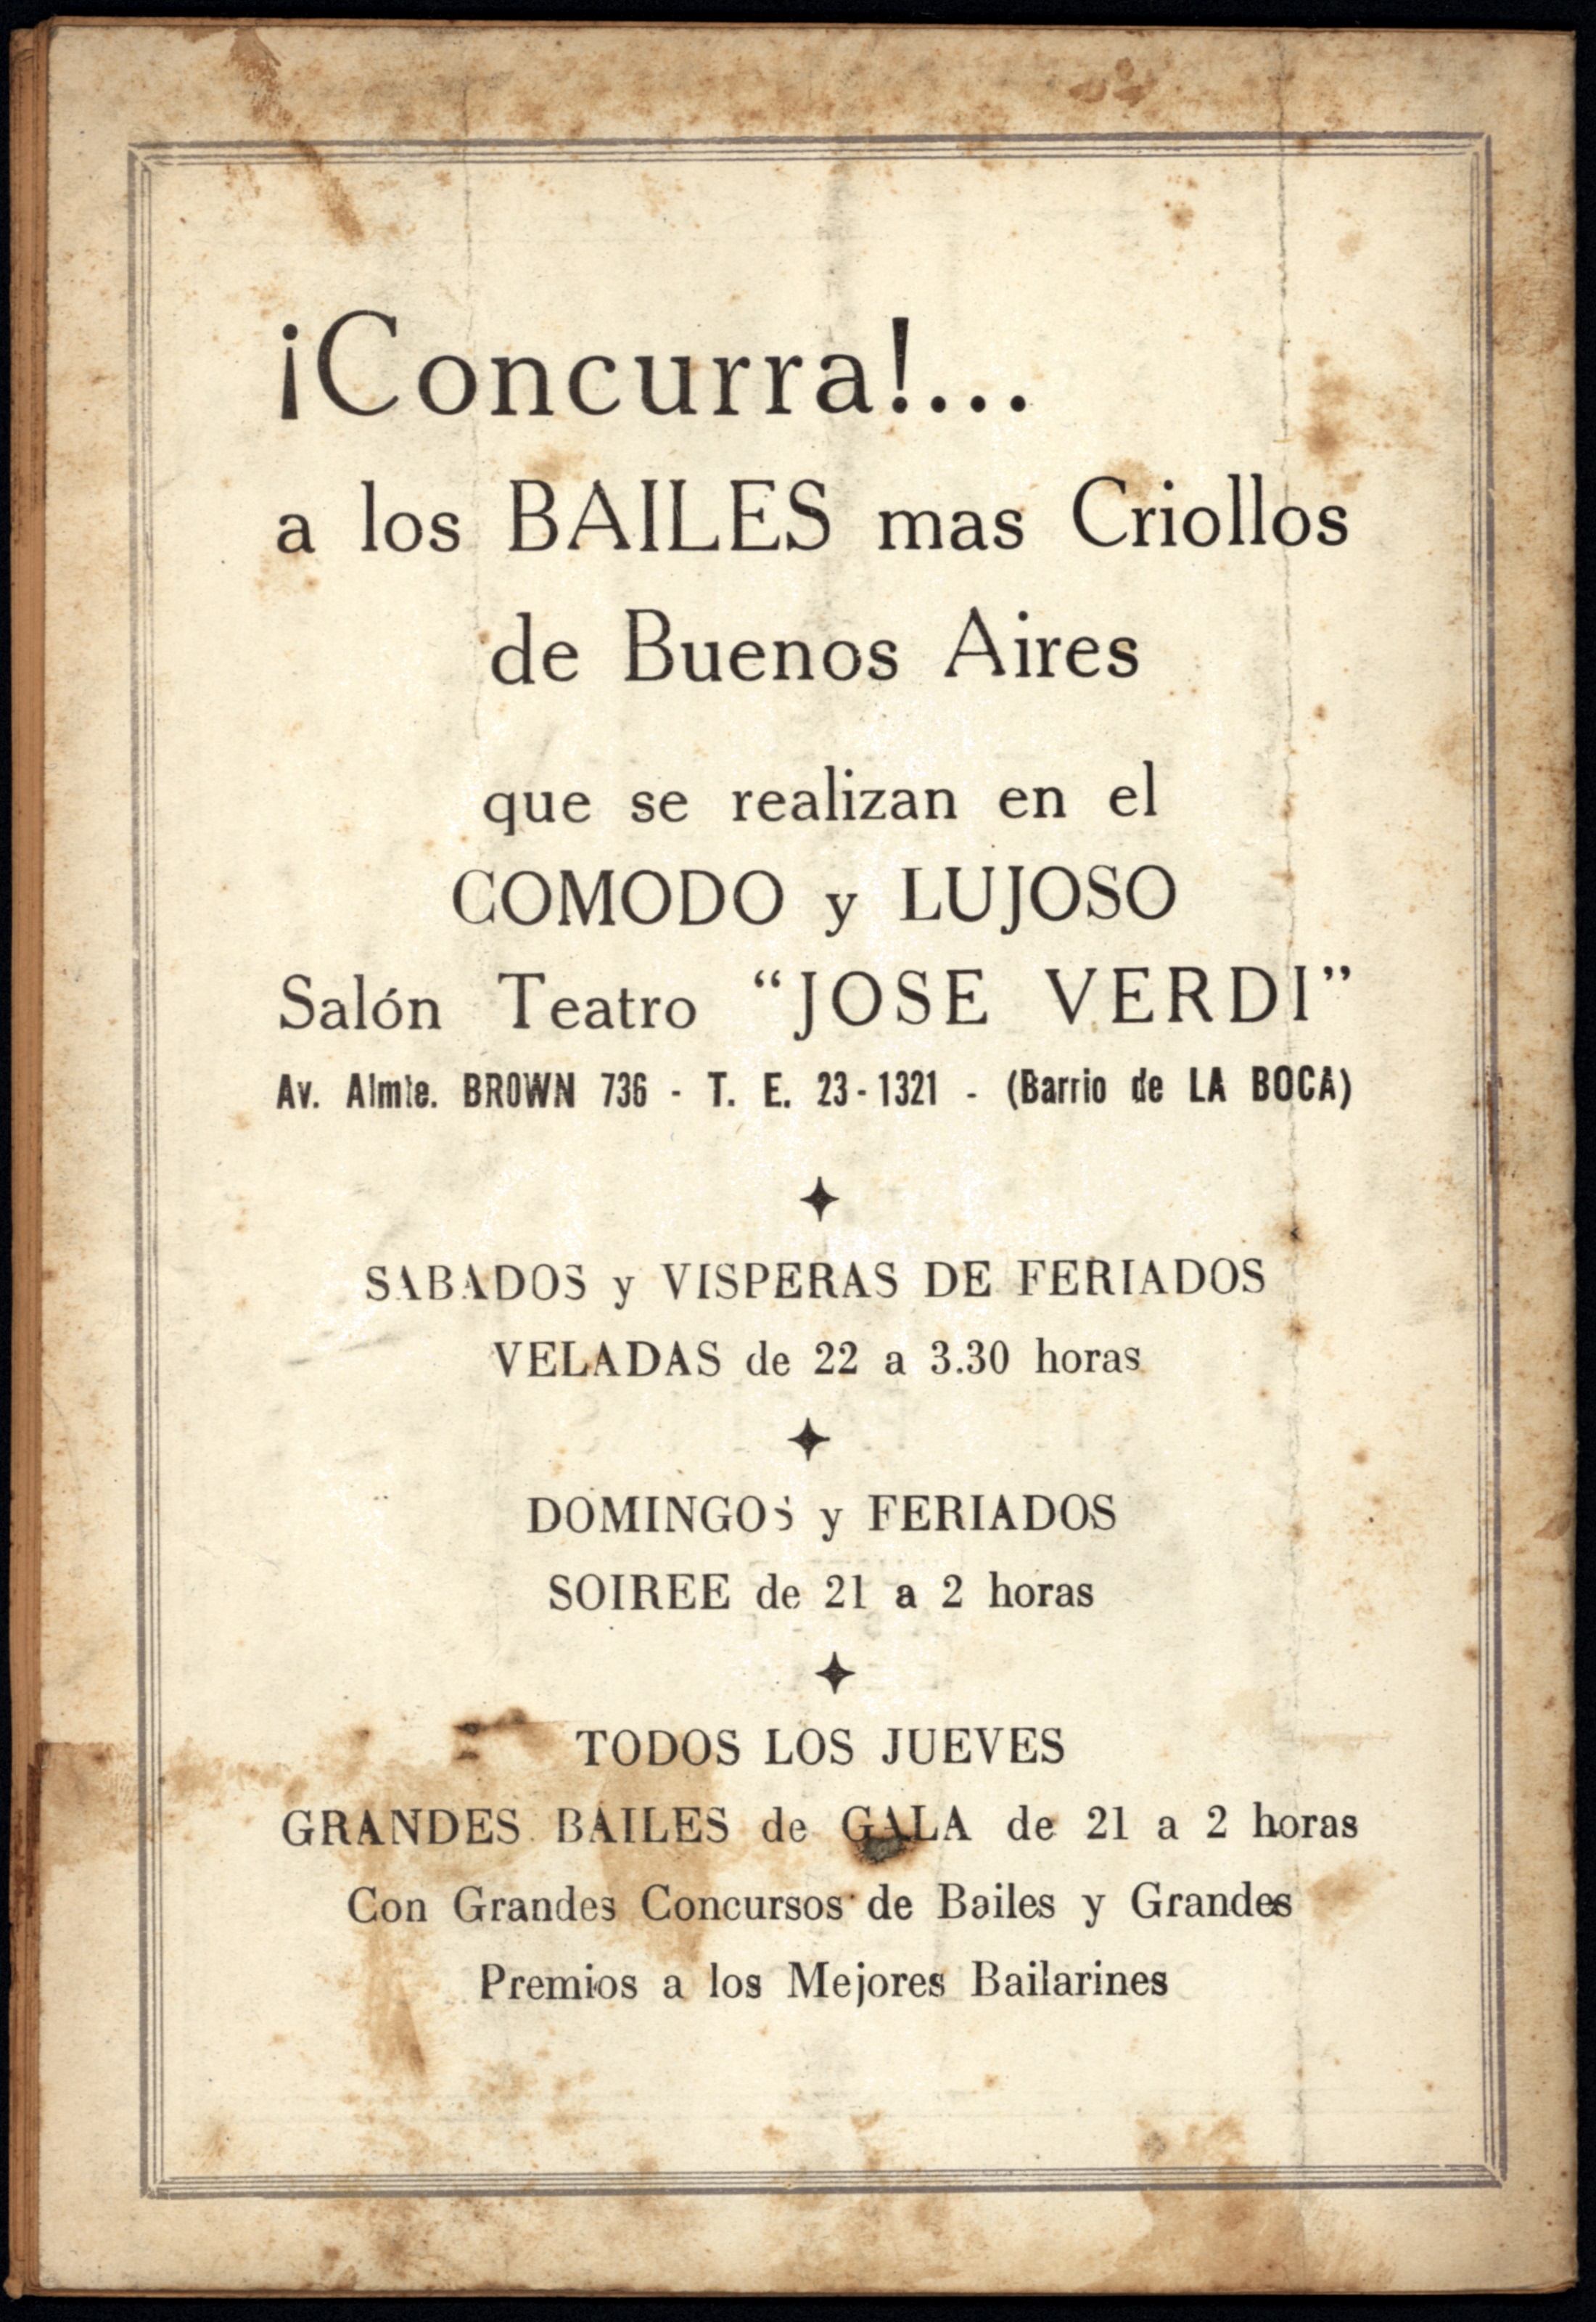 ¡Concurra!...
a los BAILES mas Criollos
de Buenos Aires
que se realizan en el
COMODO y LUJOSO
Salón Teatro “JOSE VERDI”
Av. Almte. BROWN 736 - T. E. 23-1321 - (Barrio de LA BOCA)
SABADOS y VISPERAS DE FERIADOS
VELADAS de 22 a 3.30 horas
DOMINGOS y FERIADOS
SOIREE de 21 a 2 horas
TODOS LOS JUEVES
GRANDES BAILES de GALA de 21 a 2 horas
Con Grandes Concursos de Bailes y Grandes
Premios a los Mejores Bailarines